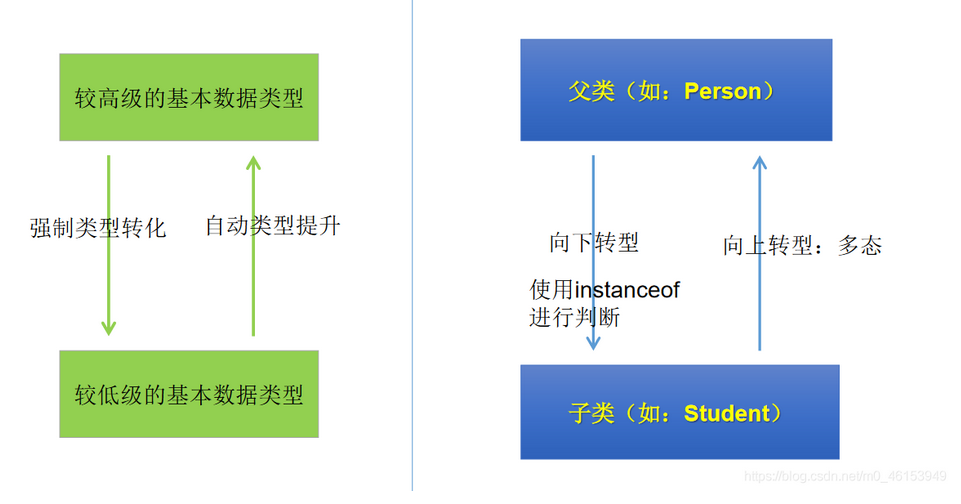 较高级的基本数据类型
强制类型转化
自动类型提升
较低级的基本数据类型
父类（如：Person）
向下转型
使用instanceof
进行判断
向上转型：多态
子类（如：Student）
https://blog.csdn.net/m0_46153949